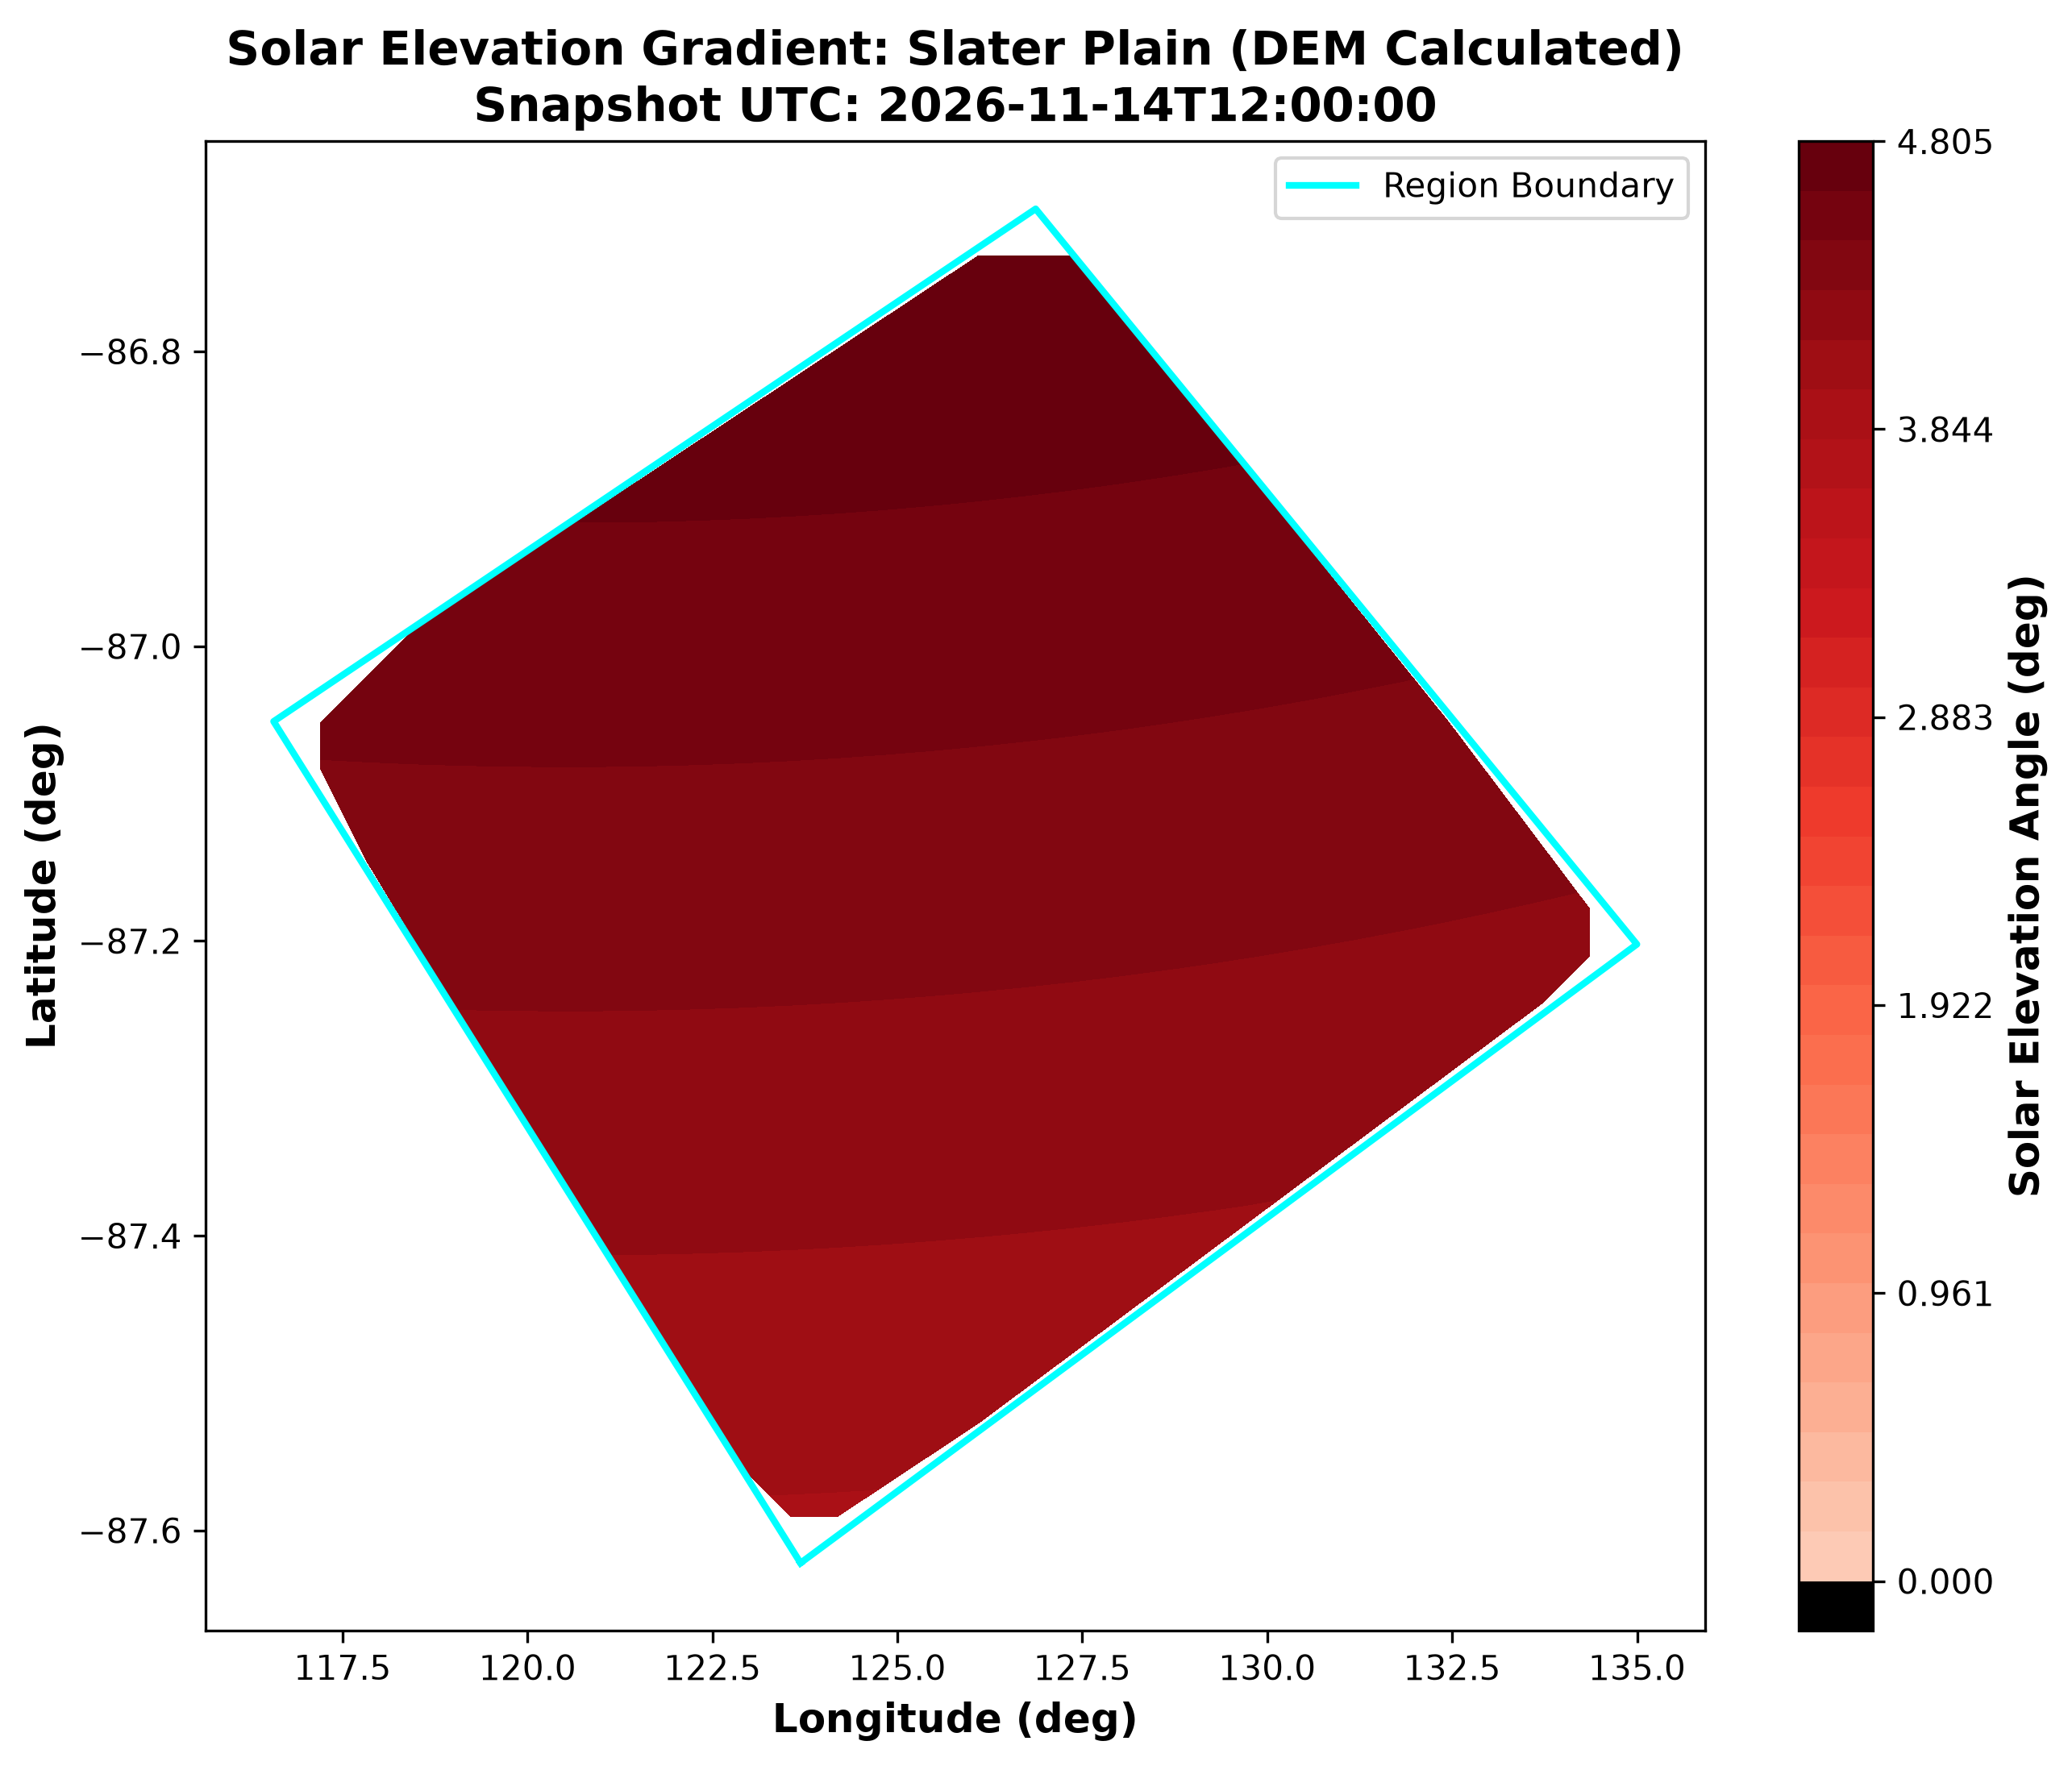 Solar Elevation Gradient: Slater Plain (DEM Calculated)
Snapshot UTC: 2026-11-14T12:00:00
Region Boundary
Latitude (deg)
−86.8
−87.0
−87.2
−87.4
−87.6
117.5 120.0 122.5 125.0 127.5 130.0 132.5 135.0
Longitude (deg)
4.805
3.844
2.883
1.922
0.961
0.000
Solar Elevation Angle (deg)